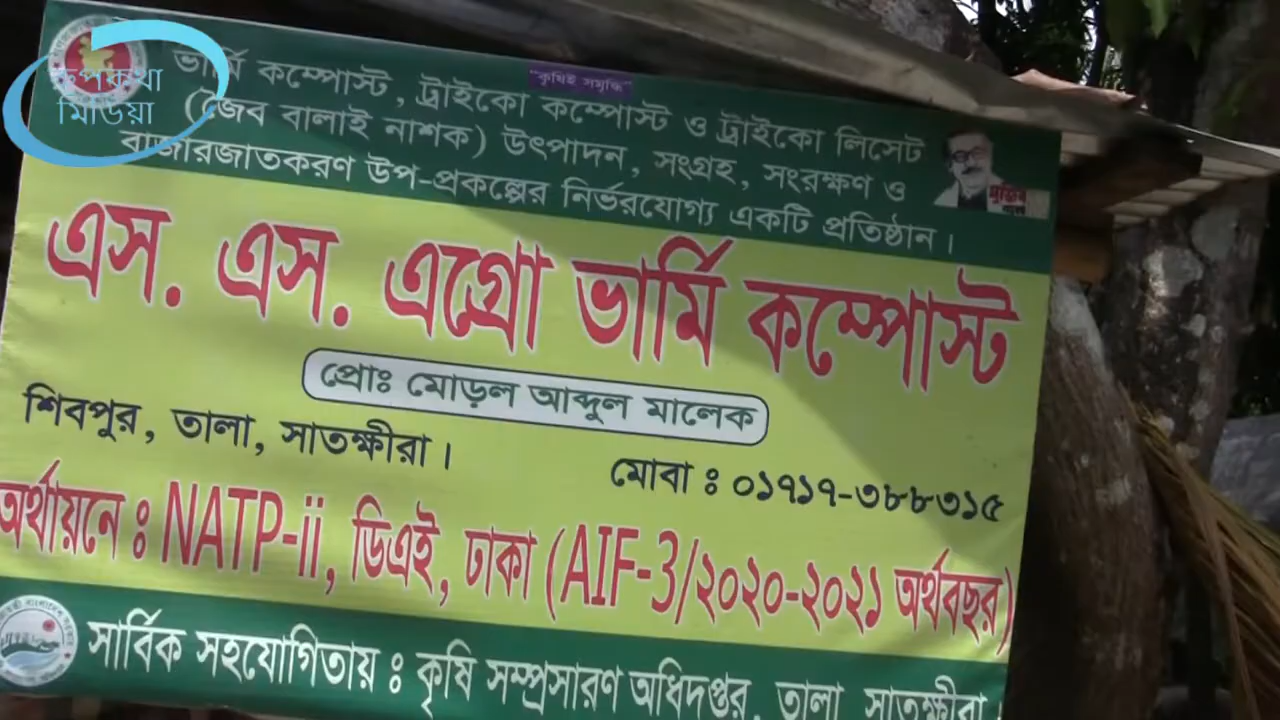 "কৃষিই সমৃদ্ধি"
ভার্মি কম্পোস্ট, ট্রাইকো কম্পোস্ট ও ট্রাইকো লিসেট
(জৈব বালাই নাশক) উৎপাদন, সংগ্রহ, সংরক্ষণ ও
বাজারজাতকরণ উপ-প্রকল্পের নির্ভরযোগ্য একটি প্রতিষ্ঠান।
রূপকথা
মিডিয়া
মুজিব
এস. এস. এগ্রো ভার্মি কম্পোস্ট
প্রোঃ মোড়ল আব্দুল মালেক
শিবপুর, তালা, সাতক্ষীরা।
মোবা ঃ ০১৭১৭-৩৮৮৩১৫
অর্থায়নে ঃ NATP-ii, ডিএই, ঢাকা (AIF-3/২০২০-২০২১ অর্থবছর)
সার্বিক সহযোগিতায় ঃ কৃষি সম্প্রসারণ অধিদপ্তর, তালা, সাতক্ষীরা।